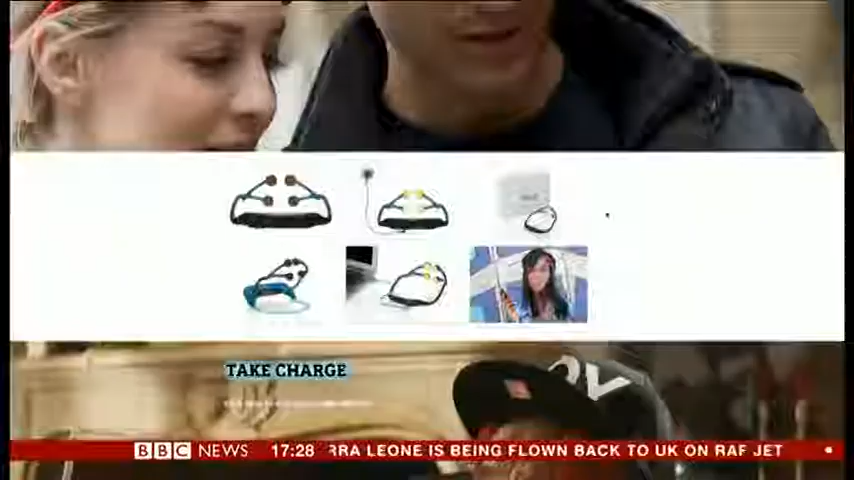 TAKE CHARGE
BBC NEWS 17:28 RRA LEONE IS BEING FLOWN BACK TO UK ON RAF JET